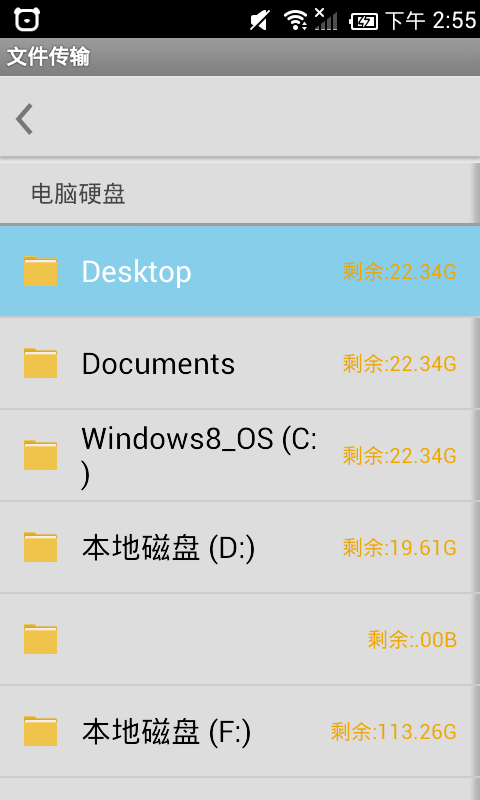 下午 2:55
文件传输
电脑硬盘
Desktop 剩余:22.34G
Documents 剩余:22.34G
Windows8_OS (C:
) 剩余:22.34G
本地磁盘 (D:) 剩余:19.61G
剩余:.00B
本地磁盘 (F:) 剩余:113.26G